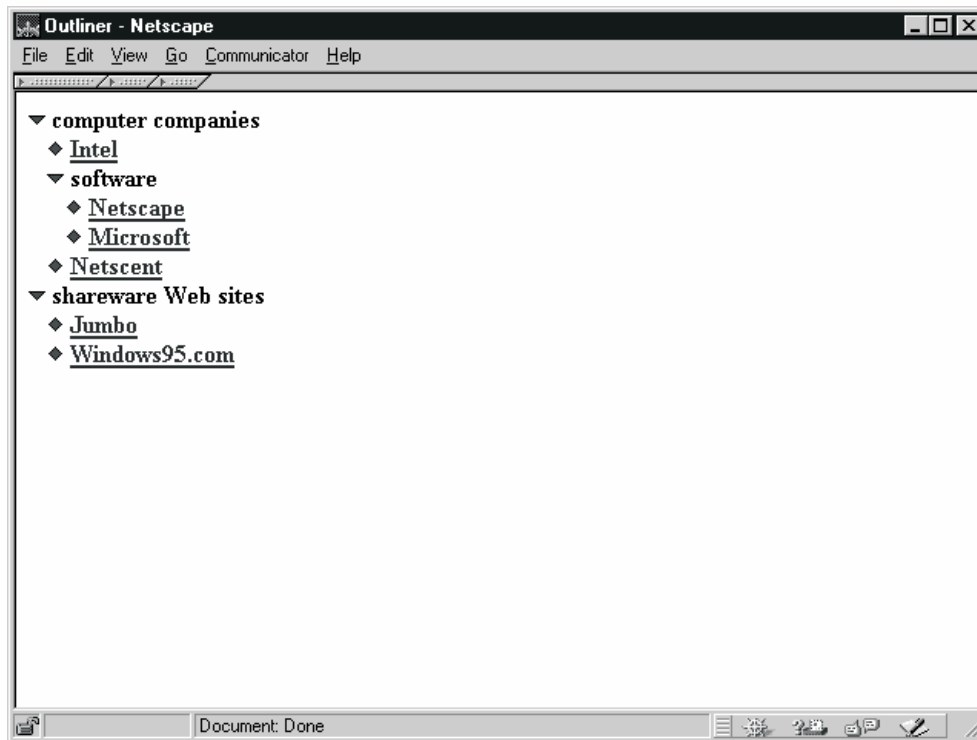 Outliner - Netscape
File Edit View Go Communicator Help
computer companies
Intel
software
Netscape
Microsoft
Netscent
shareware Web sites
Jumbo
Windows95.com
Document: Done